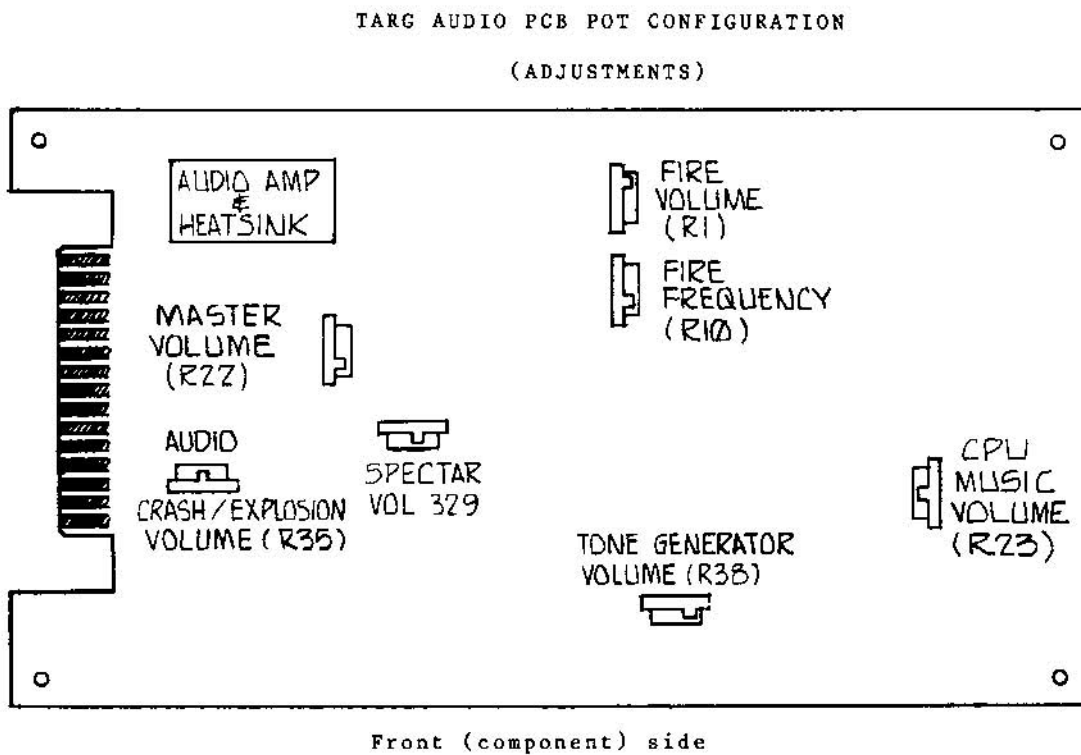 TARG AUDIO PCB POT CONFIGURATION
(ADJUSTMENTS)
AUDIO AMP
&
HEATSINK
FIRE
VOLUME
(R1)
FIRE
FREQUENCY
(R10)
MASTER
VOLUME
(R22)
AUDIO
CRASH/EXPLOSION
VOLUME (R35)
SPECTAR
VOL 329
TONE GENERATOR
VOLUME (R38)
CPU
MUSIC
VOLUME
(R23)
Front (component) side